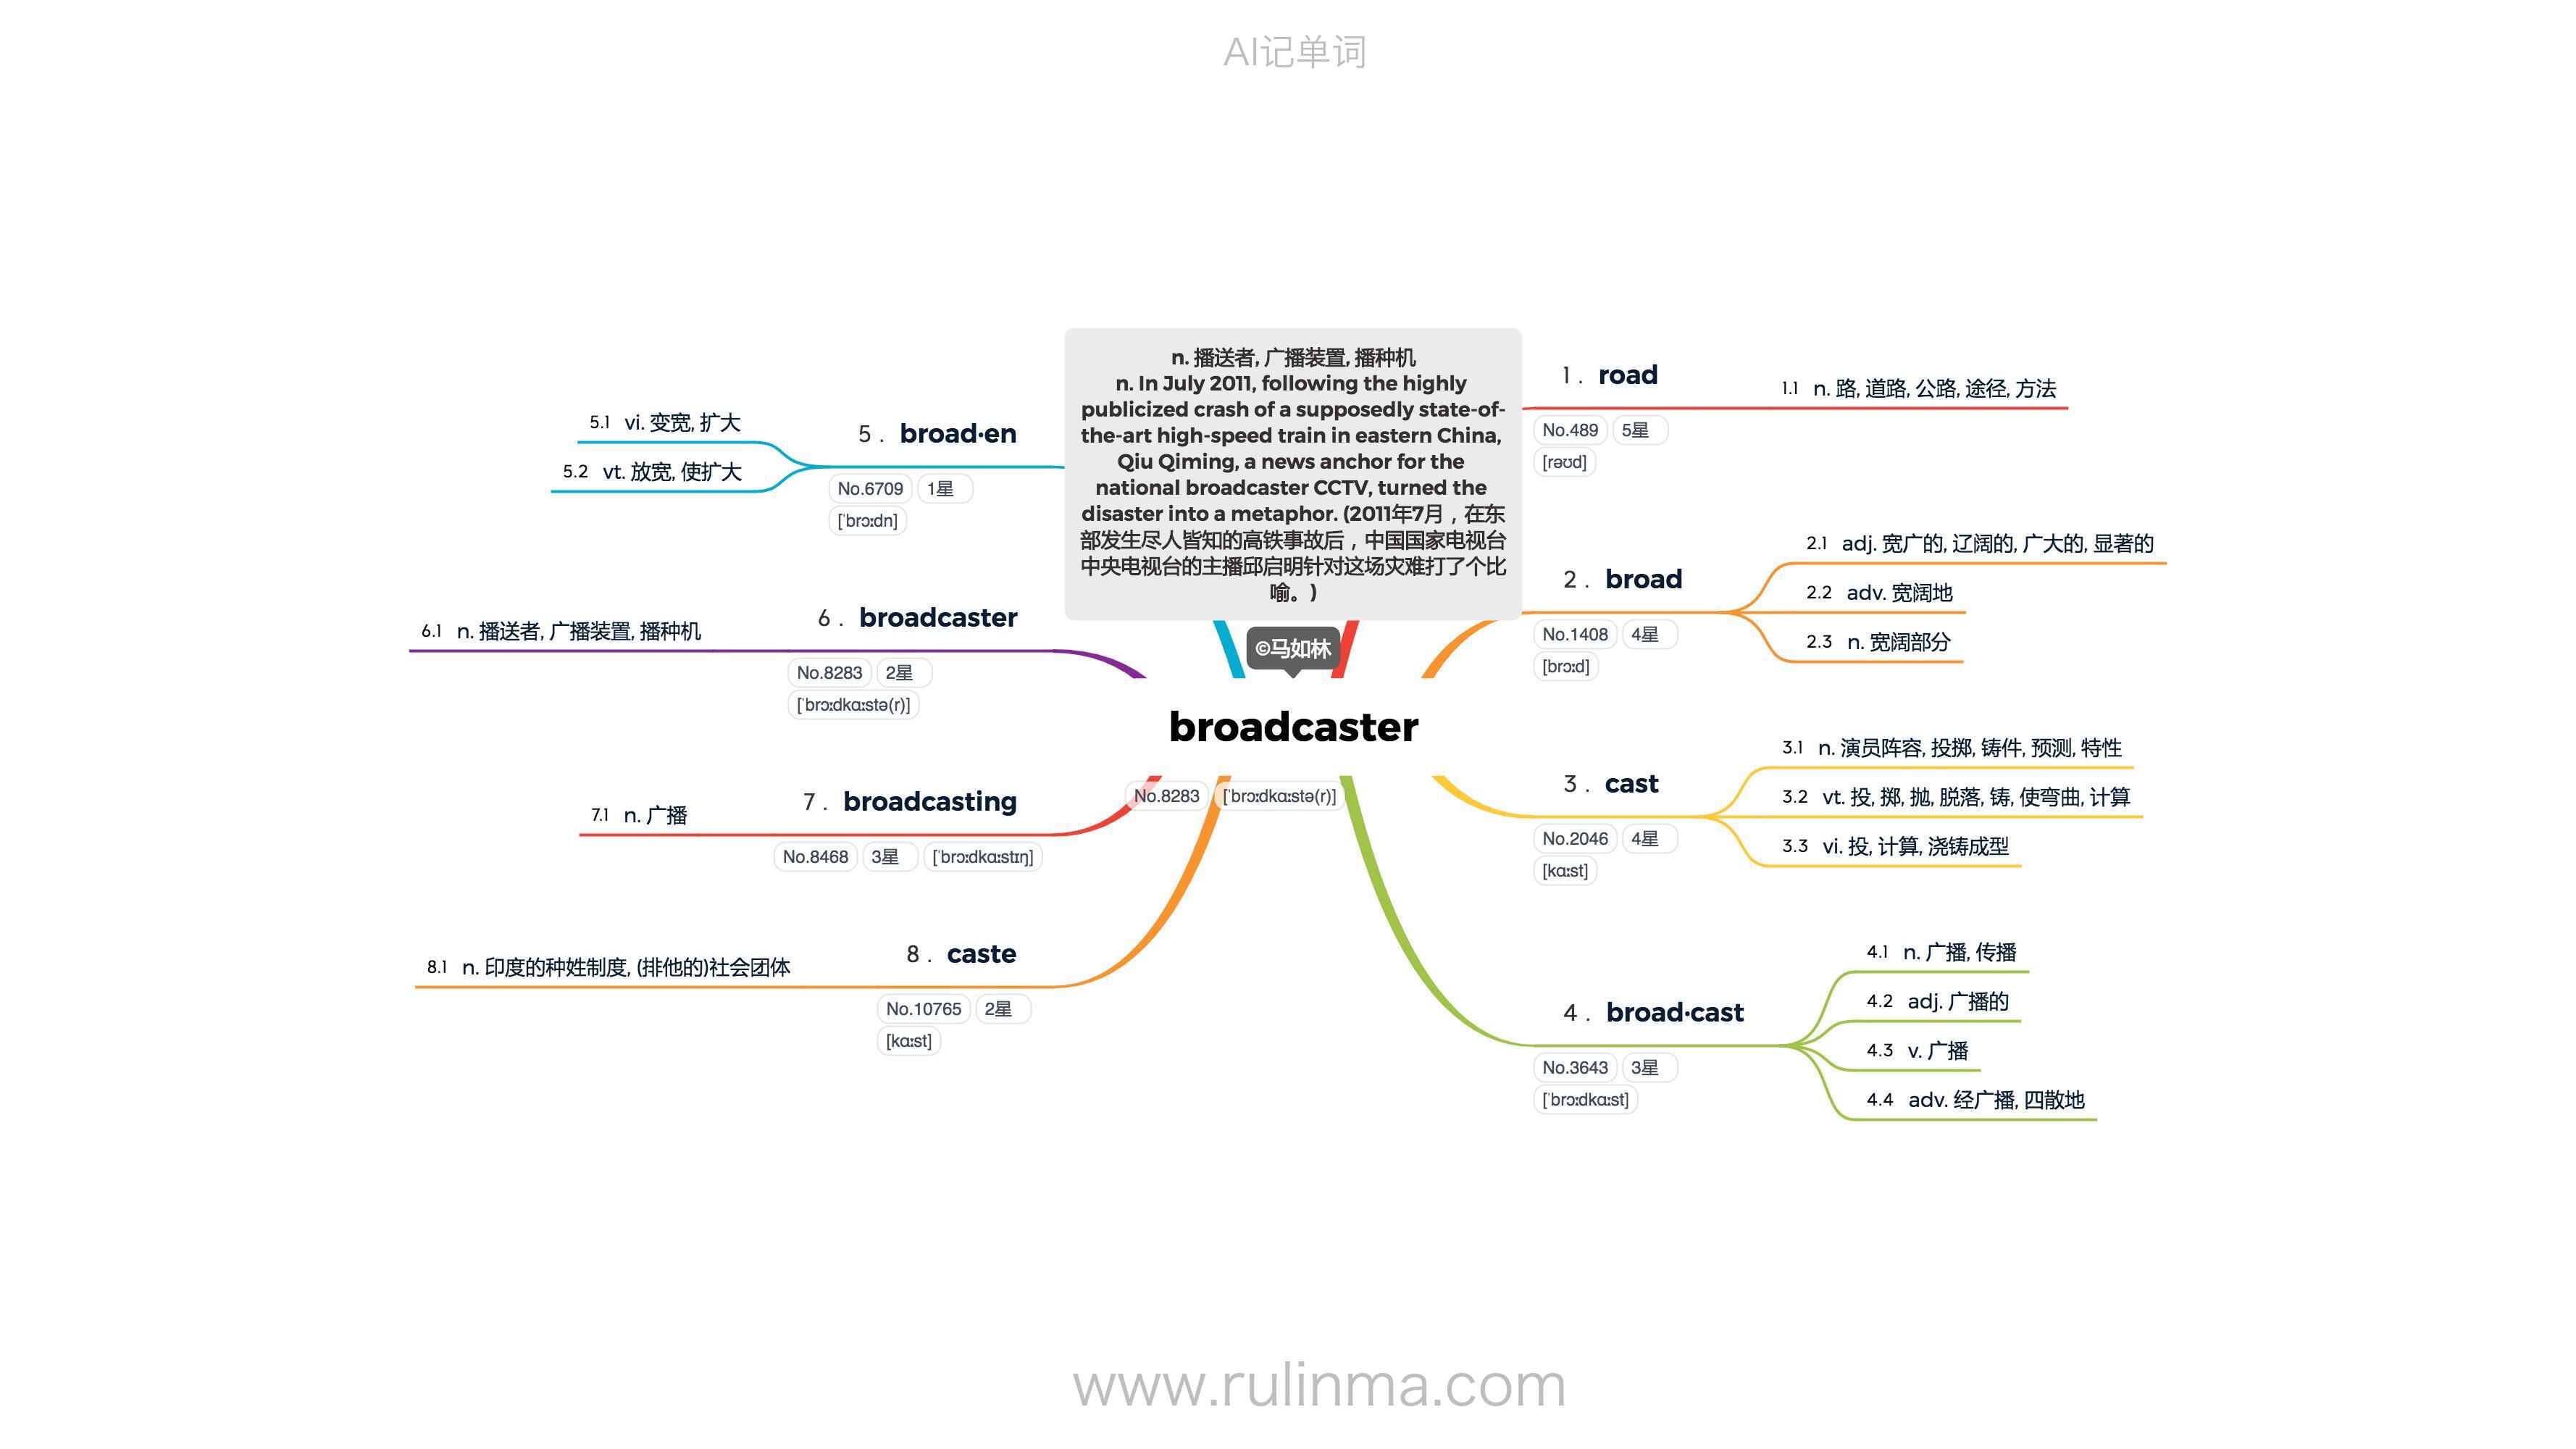 AI记单词
n. 播送者, 广播装置, 播种机
n. In July 2011, following the highly
publicized crash of a supposedly state-of-
the-art high-speed train in eastern China,
Qiu Qiming, a news anchor for the
national broadcaster CCTV, turned the
disaster into a metaphor. (2011年7月，在东
部发生尽人皆知的高铁事故后，中国国家电视台
中央电视台的主播邱启明针对这场灾难打了个比
喻。)
©马如林
broadcaster
No.8283 [ˈbrɔːdkɑːstə(r)]
1. road
No.489 5星
[rəʊd]
1.1 n. 路, 道路, 公路, 途径, 方法
2. broad
No.1408 4星
[brɔːd]
2.1 adj. 宽广的, 辽阔的, 广大的, 显著的
2.2 adv. 宽阔地
2.3 n. 宽阔部分
3. cast
No.2046 4星
[kɑːst]
3.1 n. 演员阵容, 投掷, 铸件, 预测, 特性
3.2 vt. 投, 掷, 抛, 脱落, 铸, 使弯曲, 计算
3.3 vi. 投, 计算, 浇铸成型
4. broad·cast
No.3643 3星
[ˈbrɔːdkɑːst]
4.1 n. 广播, 传播
4.2 adj. 广播的
4.3 v. 广播
4.4 adv. 经广播, 四散地
5. broad·en
No.6709 1星
[ˈbrɔːdn]
5.1 vi. 变宽, 扩大
5.2 vt. 放宽, 使扩大
6. broadcaster
No.8283 2星
[ˈbrɔːdkɑːstə(r)]
6.1 n. 播送者, 广播装置, 播种机
7. broadcasting
No.8468 3星 [ˈbrɔːdkɑːstɪŋ]
7.1 n. 广播
8. caste
No.10765 2星
[kɑːst]
8.1 n. 印度的种姓制度, (排他的)社会团体
www.rulinma.com